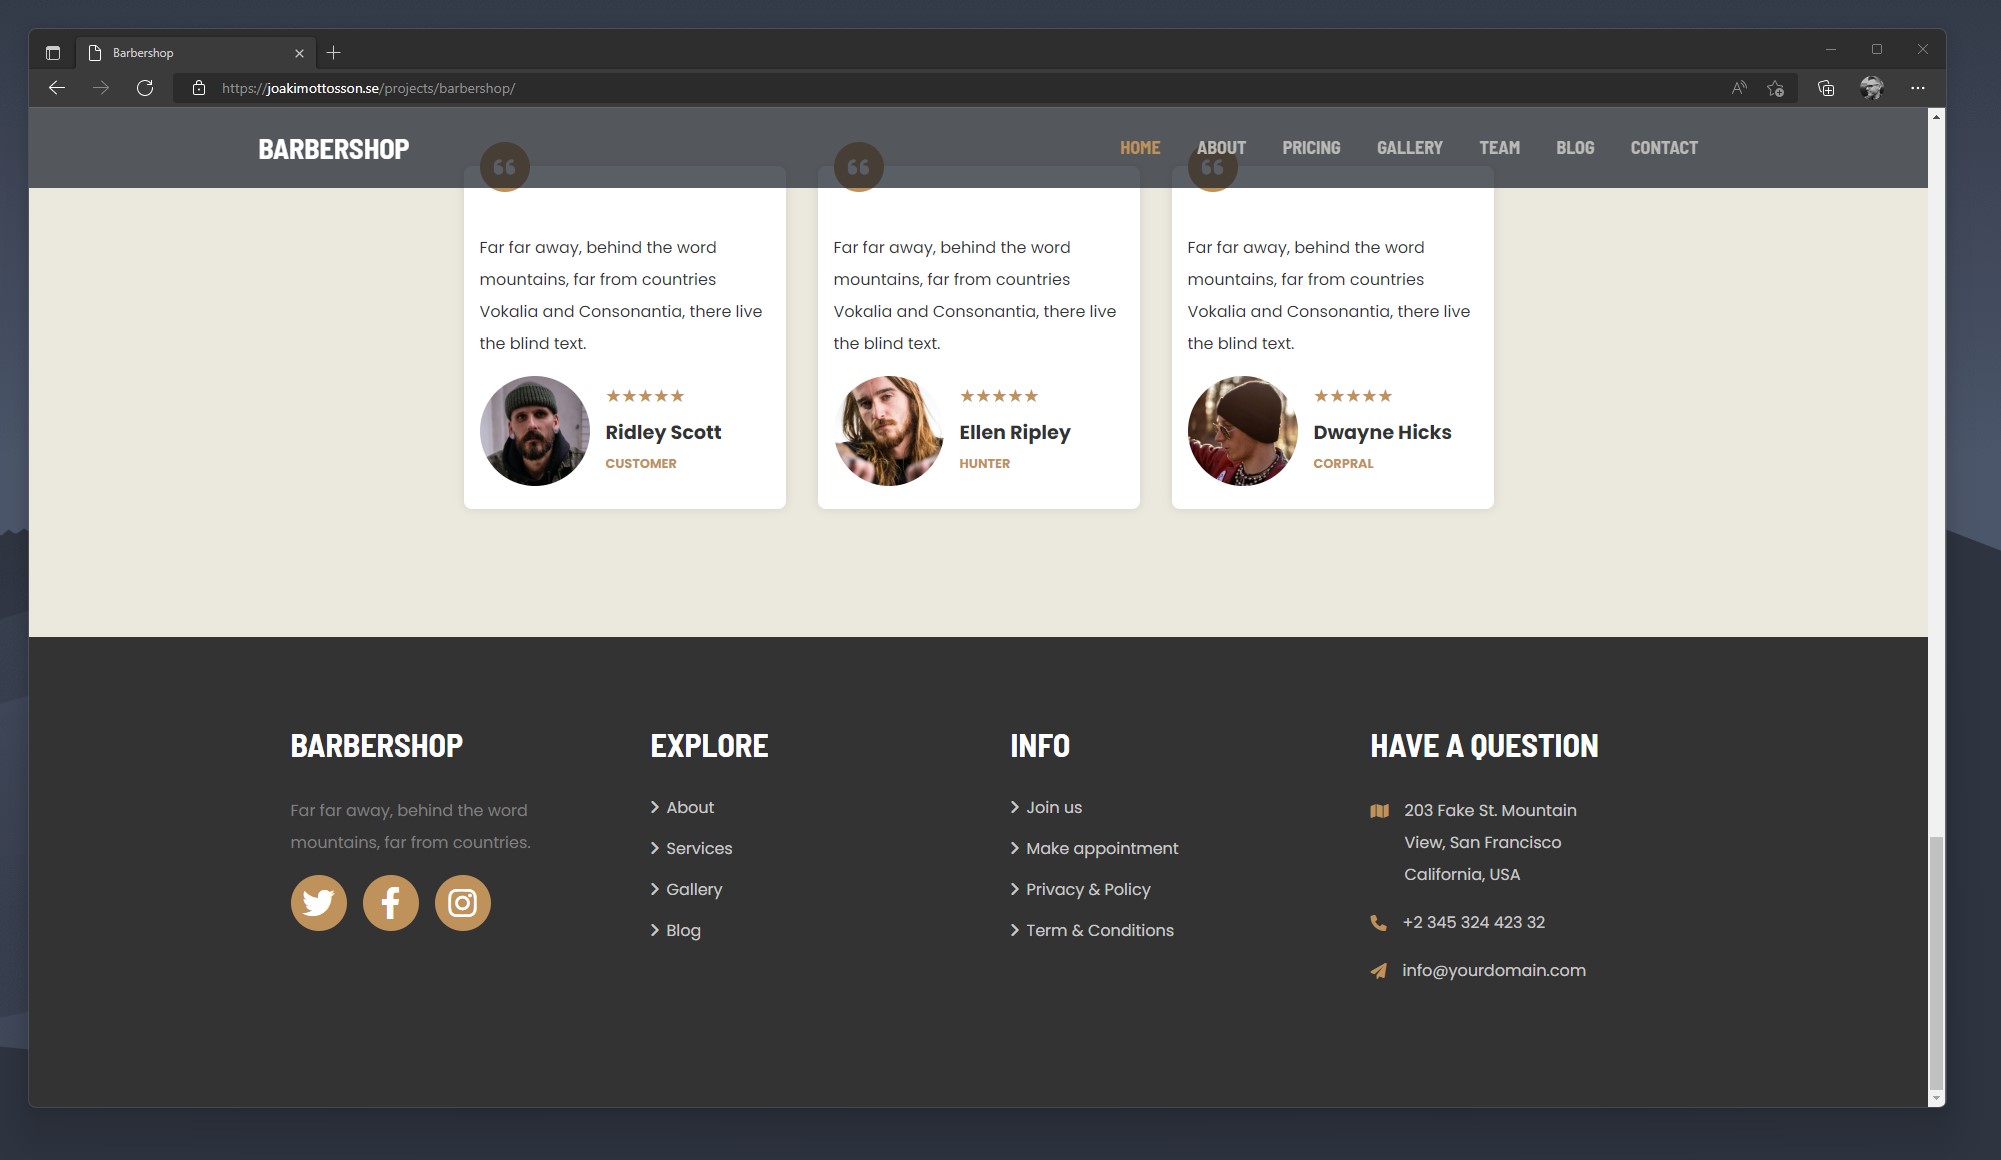 Barbershop
https://joakimottosson.se/projects/barbershop/
BARBERSHOP
HOME ABOUT PRICING GALLERY TEAM BLOG CONTACT
Far far away, behind the word
mountains, far from countries
Vokalia and Consonantia, there live
the blind text.
★★★★★
Ridley Scott
CUSTOMER
Far far away, behind the word
mountains, far from countries
Vokalia and Consonantia, there live
the blind text.
★★★★★
Ellen Ripley
HUNTER
Far far away, behind the word
mountains, far from countries
Vokalia and Consonantia, there live
the blind text.
★★★★★
Dwayne Hicks
CORPRAL
BARBERSHOP
Far far away, behind the word
mountains, far from countries.
EXPLORE
About
Services
Gallery
Blog
INFO
Join us
Make appointment
Privacy & Policy
Term & Conditions
HAVE A QUESTION
203 Fake St. Mountain
View, San Francisco
California, USA
+2 345 324 423 32
info@yourdomain.com